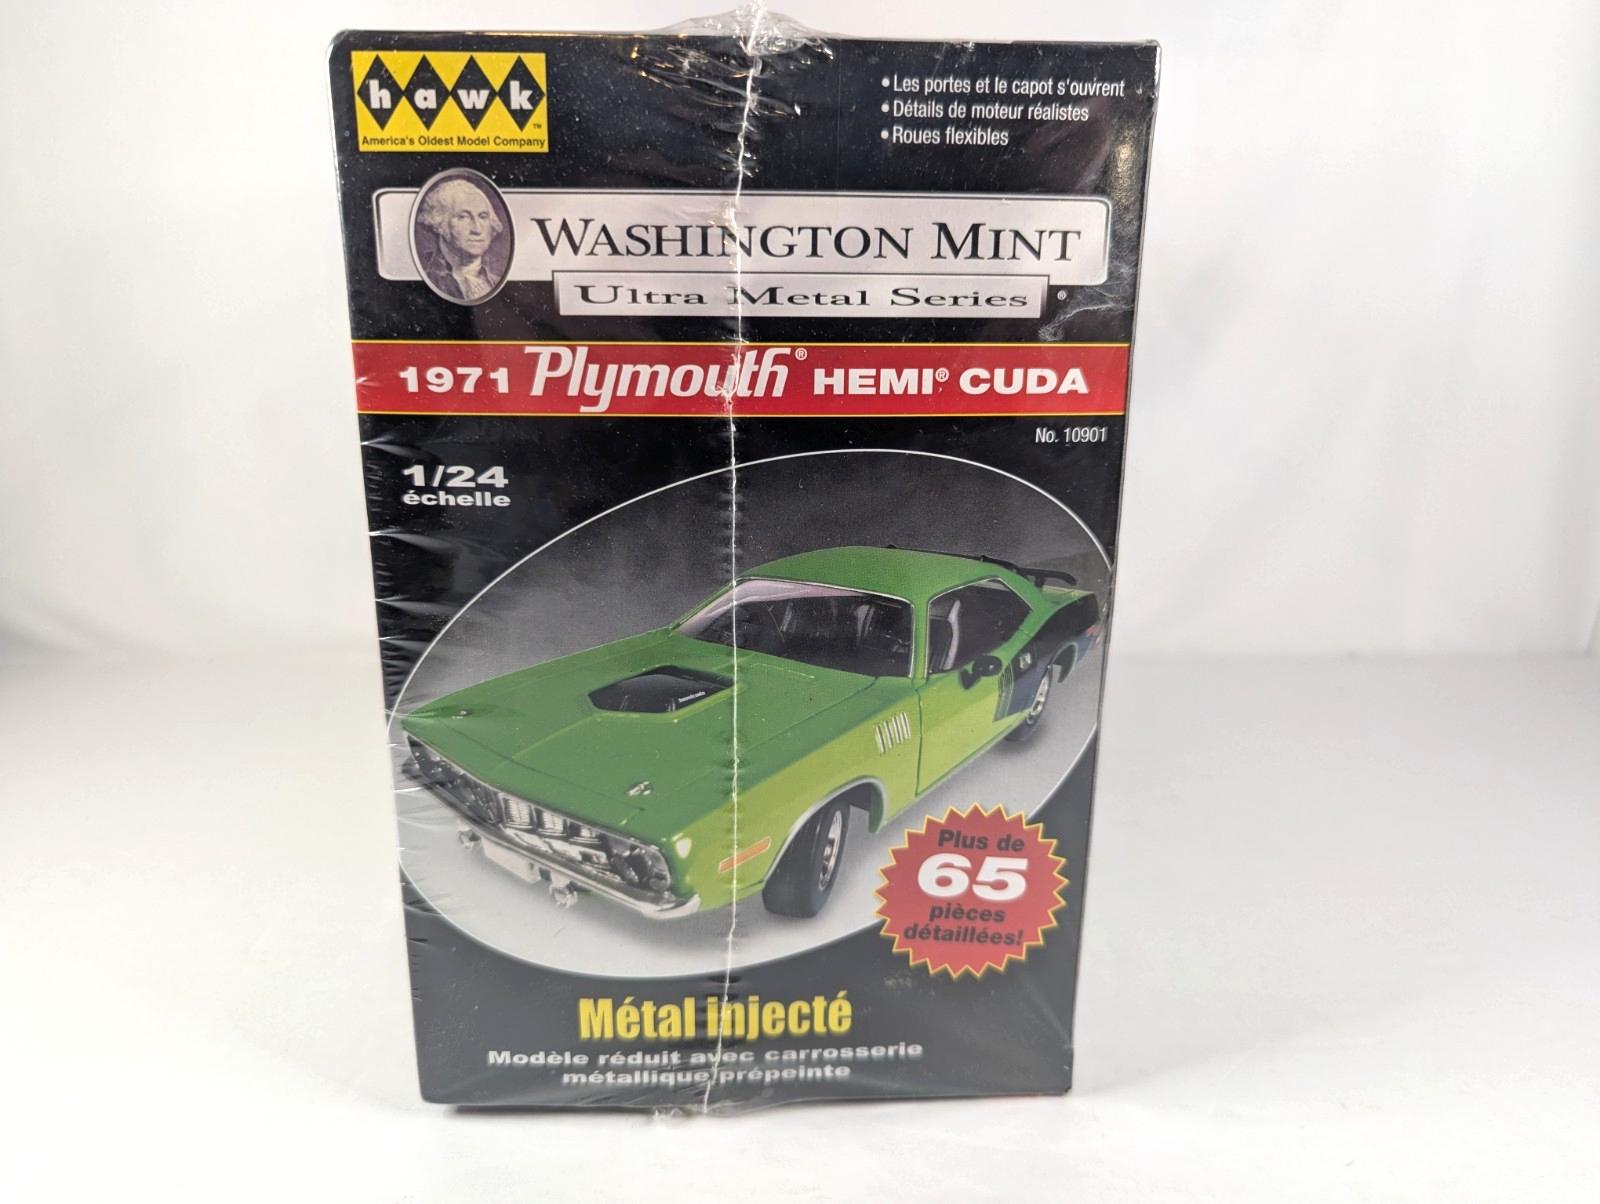 hawk™
America's Oldest Model Company
• Les portes et le capot s'ouvrent
• Détails de moteur réalistes
• Roues flexibles
WASHINGTON MINT
Ultra Metal Series®
1971 Plymouth® HEMI® CUDA
No. 10901
1/24
échelle
Plus de
65
pièces
détaillées!
Métal injecté
Modèle réduit avec carrosserie
métallique prépeinte